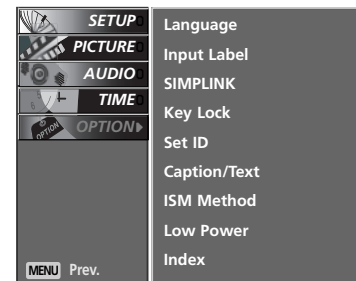 SETUP
PICTURE
AUDIO
TIME
OPTION
OPTION
MENU Prev.
Language
Input Label
SIMPLINK
Key Lock
Set ID
Caption/Text
ISM Method
Low Power
Index